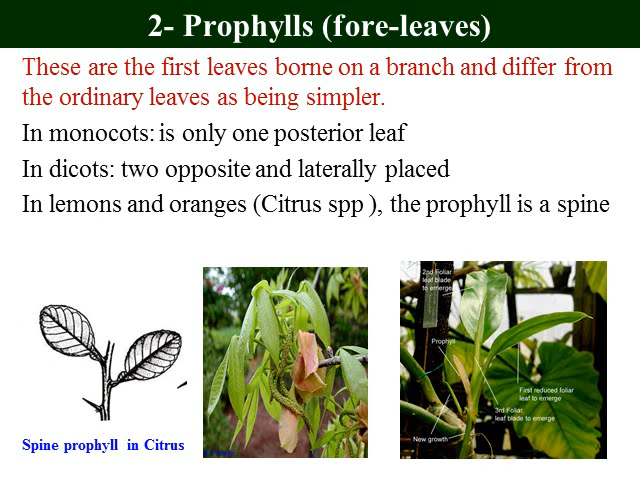 2- Prophylls (fore-leaves)
These are the first leaves borne on a branch and differ from
the ordinary leaves as being simpler.
In monocots: is only one posterior leaf
In dicots: two opposite and laterally placed
In lemons and oranges (Citrus spp ), the prophyll is a spine
2nd Foliar
leaf blade
to emerge
Prophyll
First reduced foliar
leaf to emerge
3rd Foliar
leaf blade to emerge
New growth
Spine prophyll in Citrus